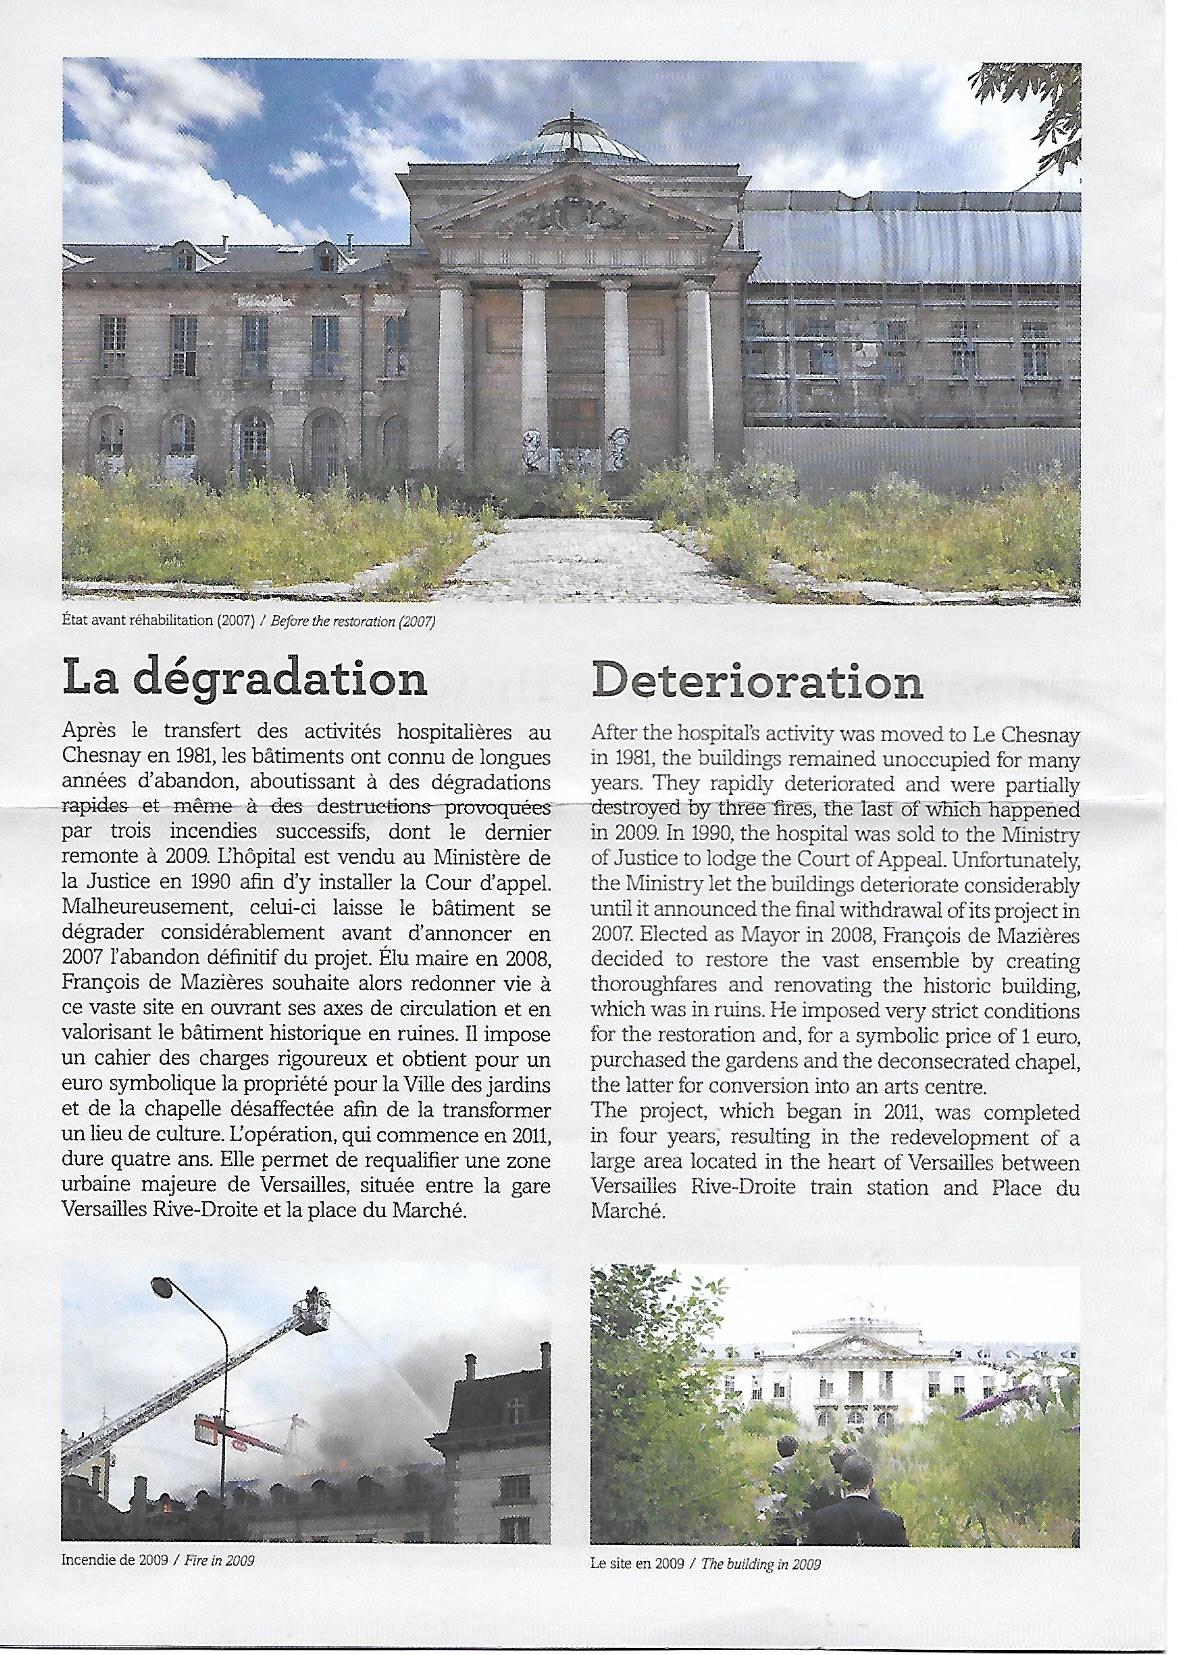 État avant réhabilitation (2007) / Before the restoration (2007)
La dégradation
Après le transfert des activités hospitalières au
Chesnay en 1981, les bâtiments ont connu de longues
années d'abandon, aboutissant à des dégradations
rapides et même à des destructions provoquées
par trois incendies successifs, dont le dernier
remonte à 2009. L'hôpital est vendu au Ministère de
la Justice en 1990 afin d'y installer la Cour d'appel.
Malheureusement, celui-ci laisse le bâtiment se
dégrader considérablement avant d'annoncer en
2007 l'abandon définitif du projet. Élu maire en 2008,
François de Mazières souhaite alors redonner vie à
ce vaste site en ouvrant ses axes de circulation et en
valorisant le bâtiment historique en ruines. Il impose
un cahier des charges rigoureux et obtient pour un
euro symbolique la propriété pour la Ville des jardins
et de la chapelle désaffectée afin de la transformer
un lieu de culture. L'opération, qui commence en 2011,
dure quatre ans. Elle permet de requalifier une zone
urbaine majeure de Versailles, située entre la gare
Versailles Rive-Droite et la place du Marché.
Deterioration
After the hospital's activity was moved to Le Chesnay
in 1981, the buildings remained unoccupied for many
years. They rapidly deteriorated and were partially
destroyed by three fires, the last of which happened
in 2009. In 1990, the hospital was sold to the Ministry
of Justice to lodge the Court of Appeal. Unfortunately,
the Ministry let the buildings deteriorate considerably
until it announced the final withdrawal of its project in
2007. Elected as Mayor in 2008, François de Mazières
decided to restore the vast ensemble by creating
thoroughfares and renovating the historic building,
which was in ruins. He imposed very strict conditions
for the restoration and, for a symbolic price of 1 euro,
purchased the gardens and the deconsecrated chapel,
the latter for conversion into an arts centre.
The project, which began in 2011, was completed
in four years, resulting in the redevelopment of a
large area located in the heart of Versailles between
Versailles Rive-Droite train station and Place du
Marché.
Incendie de 2009 / Fire in 2009
Le site en 2009 / The building in 2009